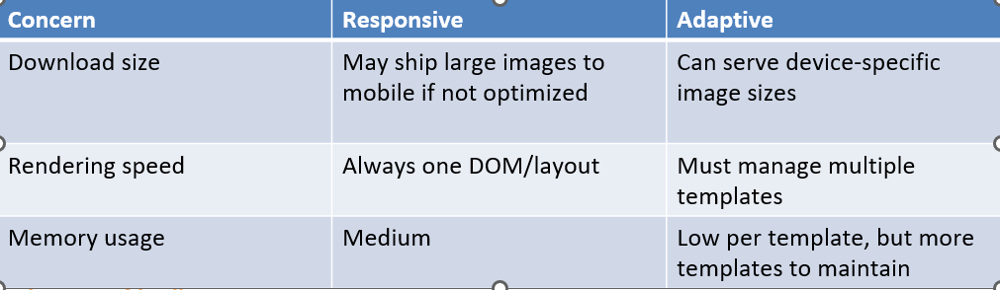 Concern
Responsive
Adaptive
Download size
May ship large images to
mobile if not optimized
Can serve device-specific
image sizes
Rendering speed
Always one DOM/layout
Must manage multiple
templates
Memory usage
Medium
Low per template, but more
templates to maintain